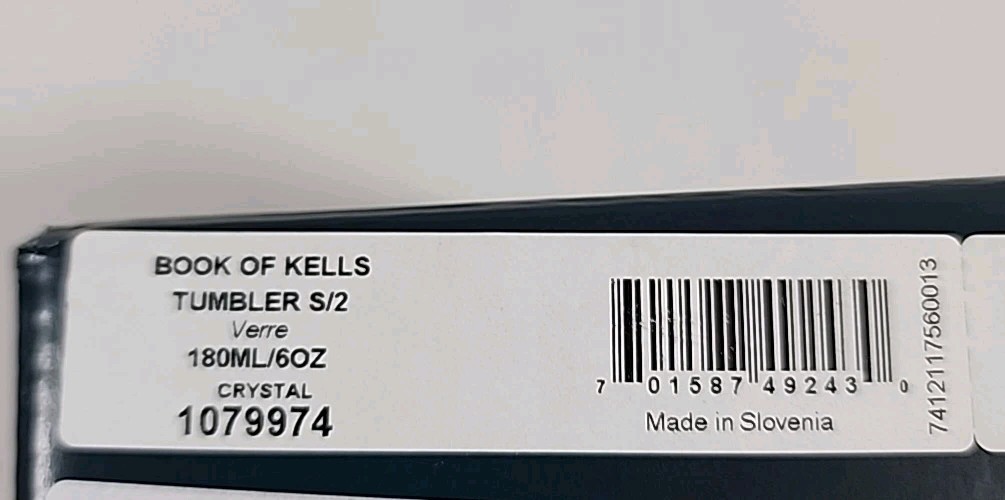 BOOK OF KELLS
TUMBLER S/2
Verre
180ML/6OZ
CRYSTAL
1079974
7 01587 49243 0
Made in Slovenia
7412117560013